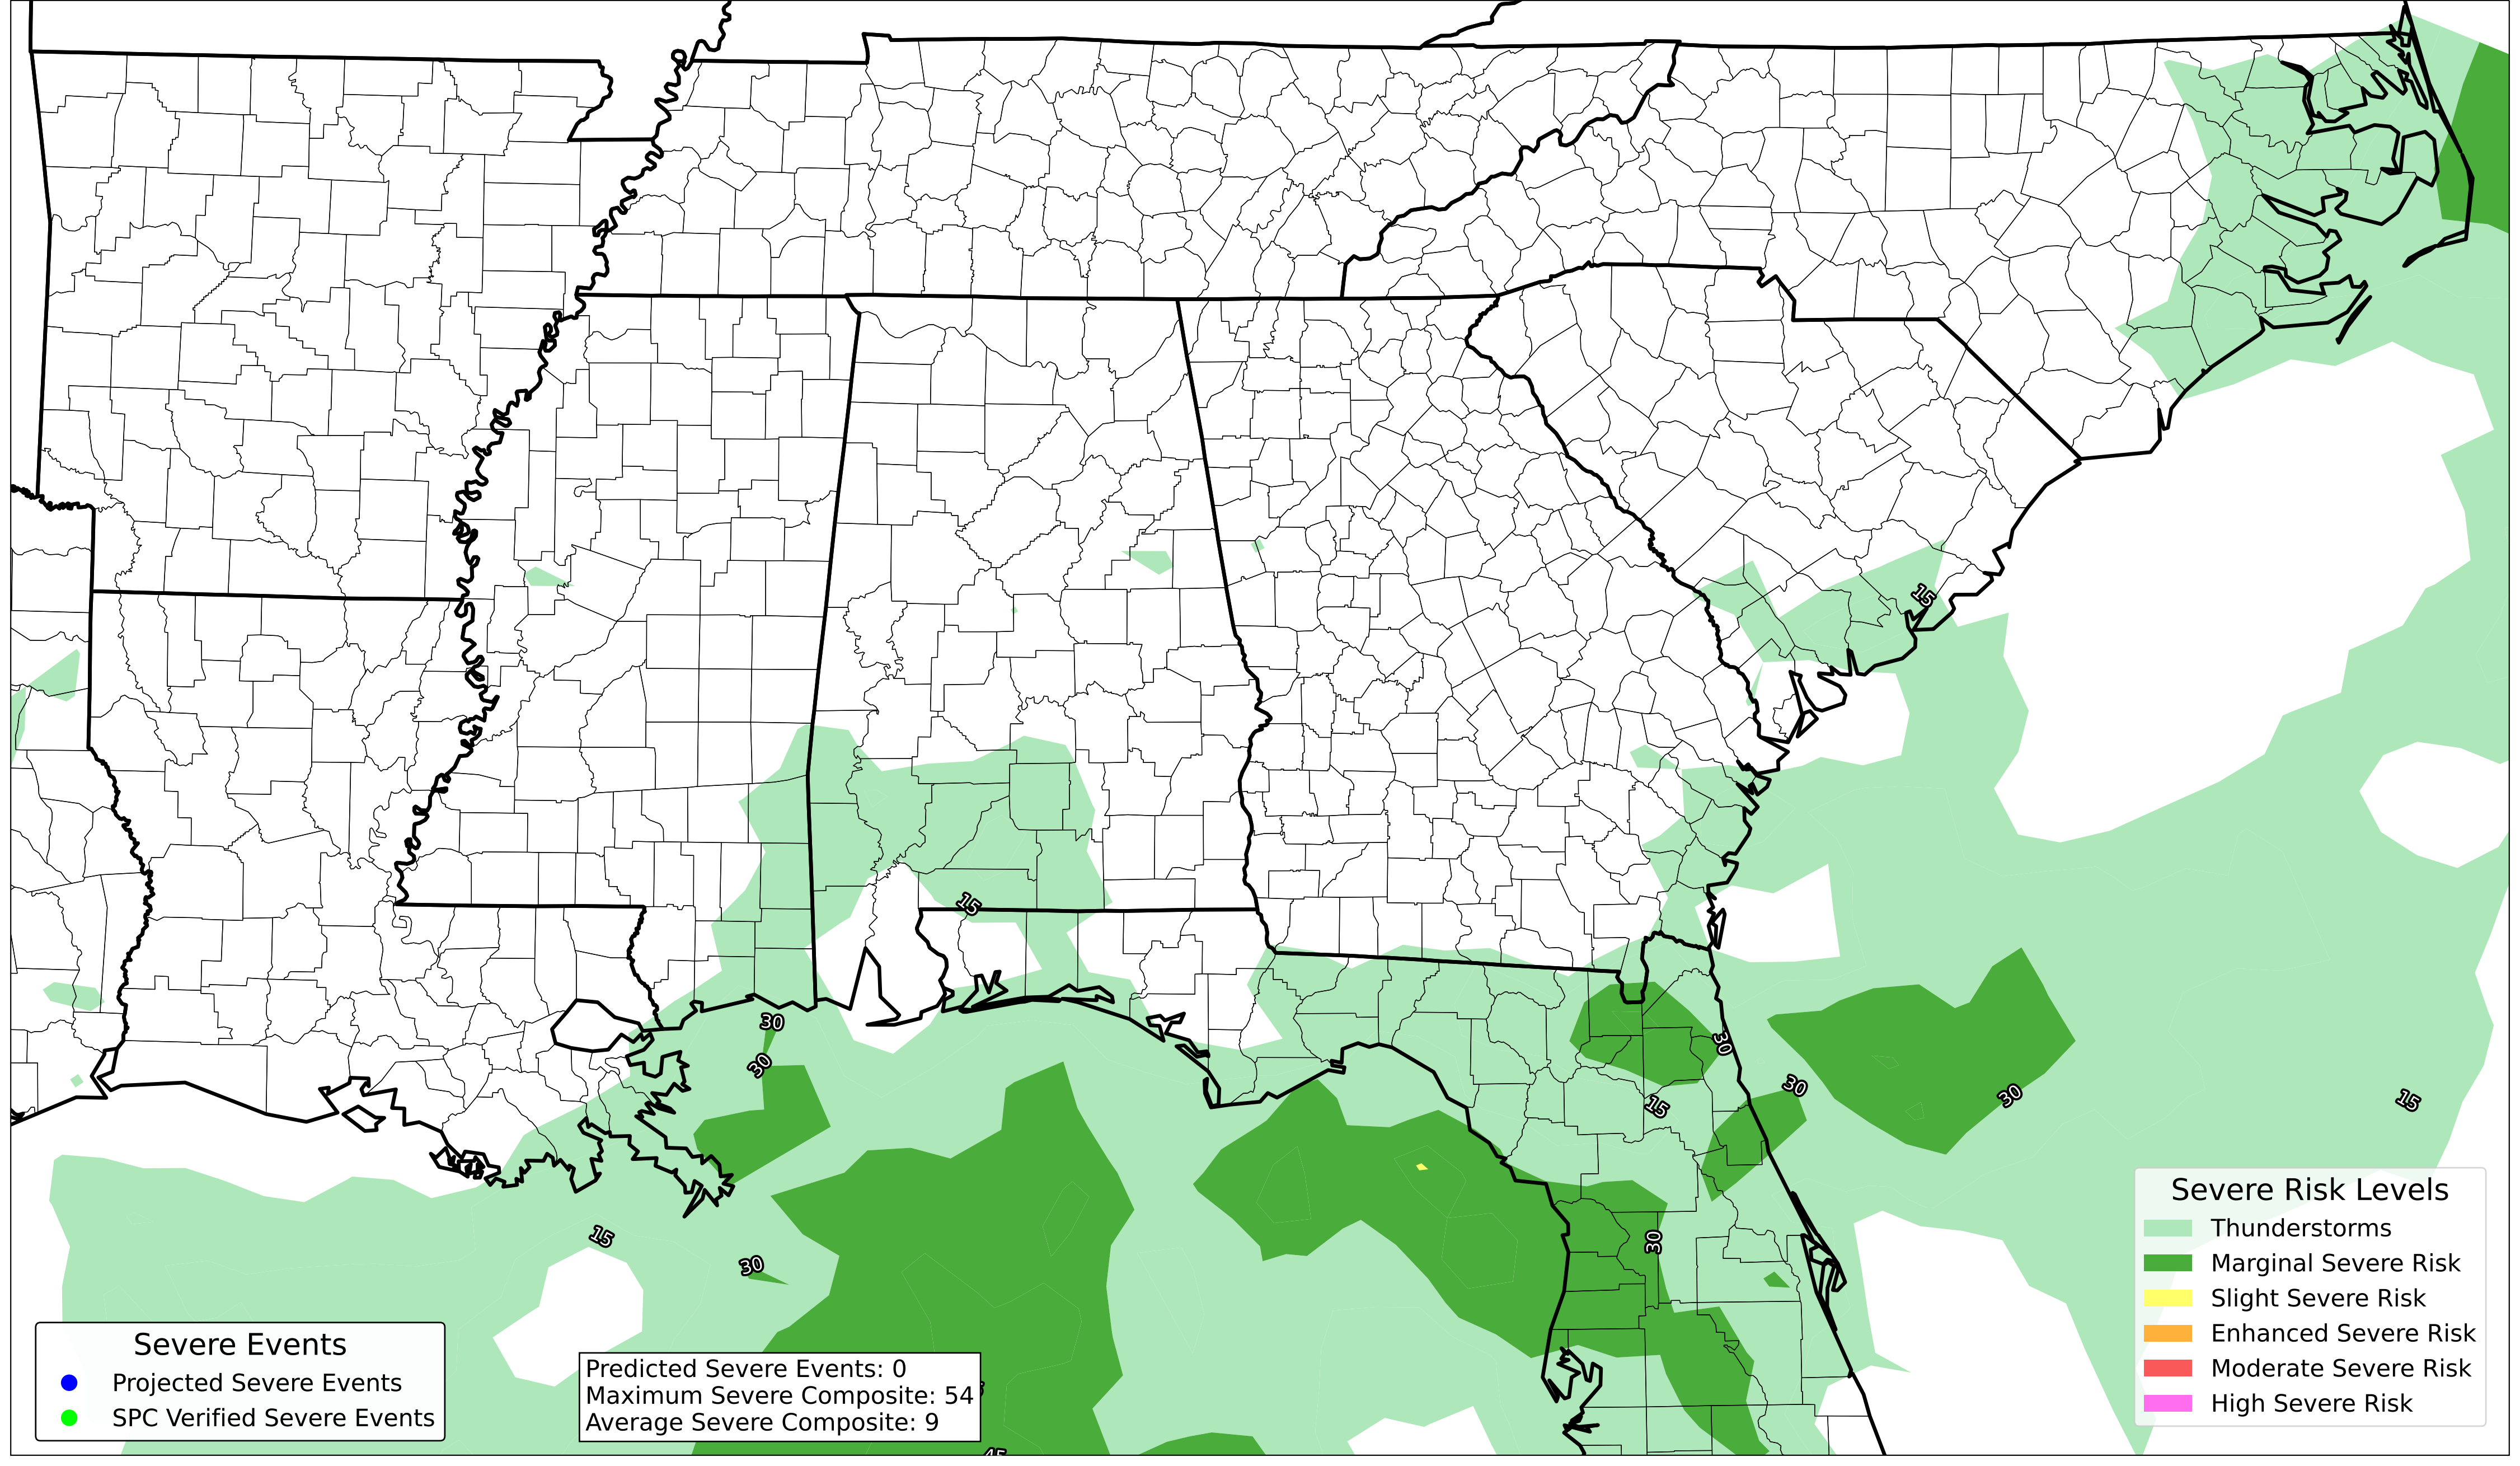 15
15
30
30
30
30
30
15
15
Severe Risk Levels
Thunderstorms
Marginal Severe Risk
Slight Severe Risk
Enhanced Severe Risk
Moderate Severe Risk
High Severe Risk
15
30
30
Severe Events
Projected Severe Events
SPC Verified Severe Events
Predicted Severe Events: 0
Maximum Severe Composite: 54
Average Severe Composite: 9